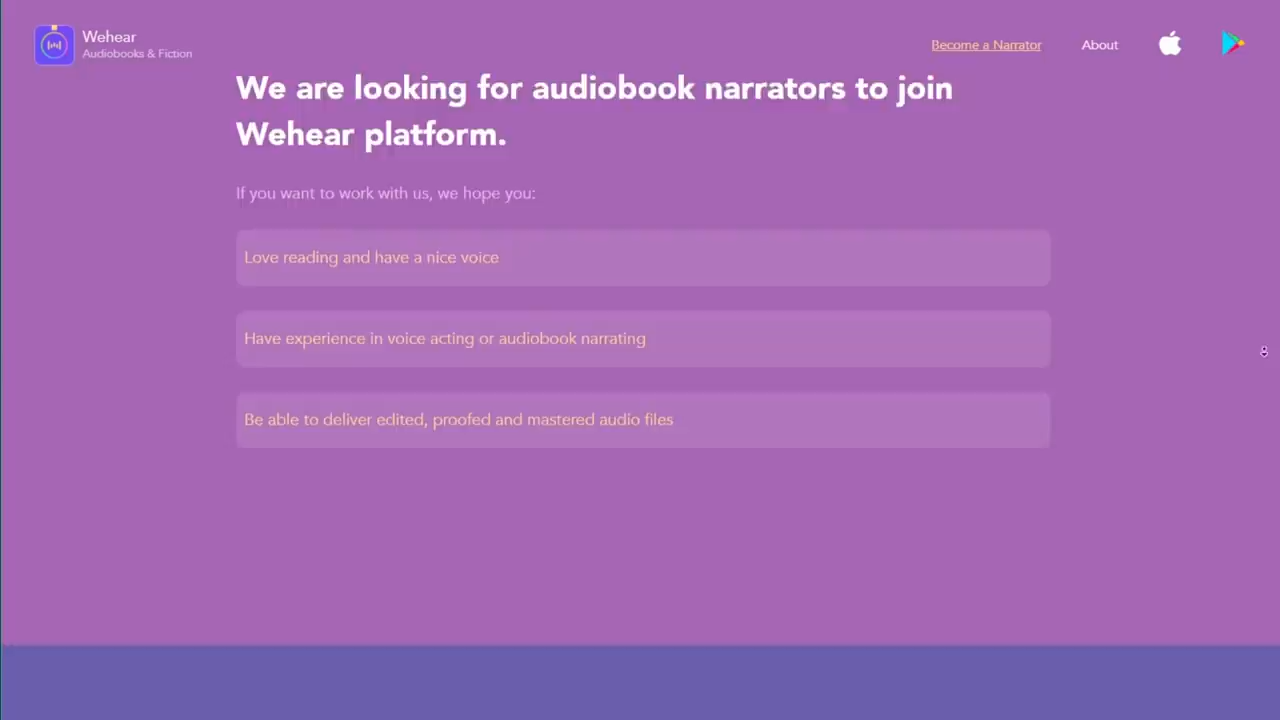 Wehear
Audiobooks & Fiction
Become a Narrator
About
We are looking for audiobook narrators to join
Wehear platform.
If you want to work with us, we hope you:
Love reading and have a nice voice
Have experience in voice acting or audiobook narrating
Be able to deliver edited, proofed and mastered audio files